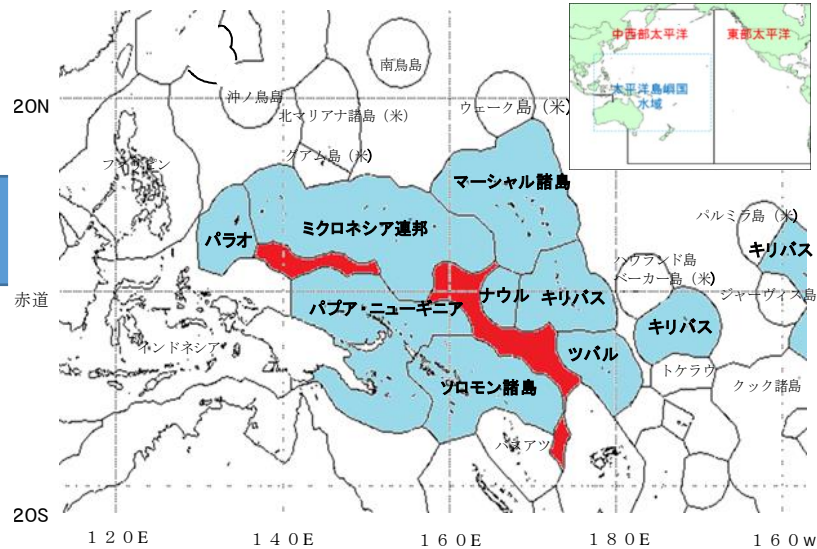 中西部太平洋
東部太平洋
太平洋島嶼国
水域
南鳥島
20N
沖ノ鳥島
北マリアナ諸島（米）
ウェーク島（米）
グアム島（米）
フィリピン
マーシャル諸島
パルミラ島（米）
ミクロネシア連邦
パラオ
キリバス
ハウランド島
ベーカー島（米）
ジャーヴィス島
赤道
パプア ニューギニア
ナウル
キリバス
キリバス
インドネシア
ツバル
トケラウ
クック諸島
ソロモン諸島
バヌアツ
20S
１２０E
１４０E
１６０E
１８０E
１６０w